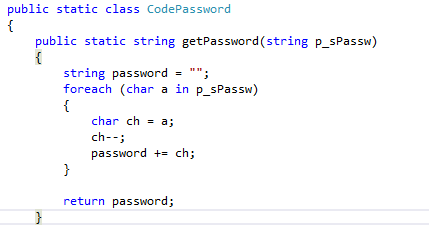 public static class CodePassword
{
public static string getPassword(string p_sPassw)
{
string password = "";
foreach (char a in p_sPassw)
{
char ch = a;
ch--;
password += ch;
}
return password;
}